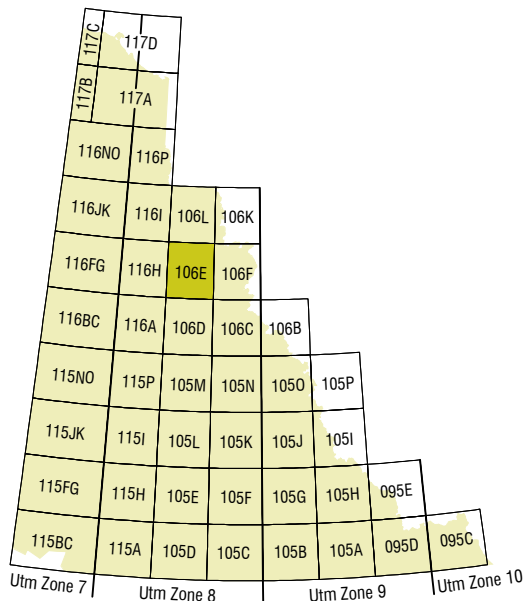 117C 117D
117B 117A
116NO 116P
116JK 116I 106L 106K
116FG 116H 106E 106F
116BC 116A 106D 106C 106B
115NO 115P 105M 105N 105O 105P
115JK 115I 105L 105K 105J 105I
115FG 115H 105E 105F 105G 105H 095E
115BC 115A 105D 105C 105B 105A 095D 095C
Utm Zone 7 Utm Zone 8 Utm Zone 9 Utm Zone 10